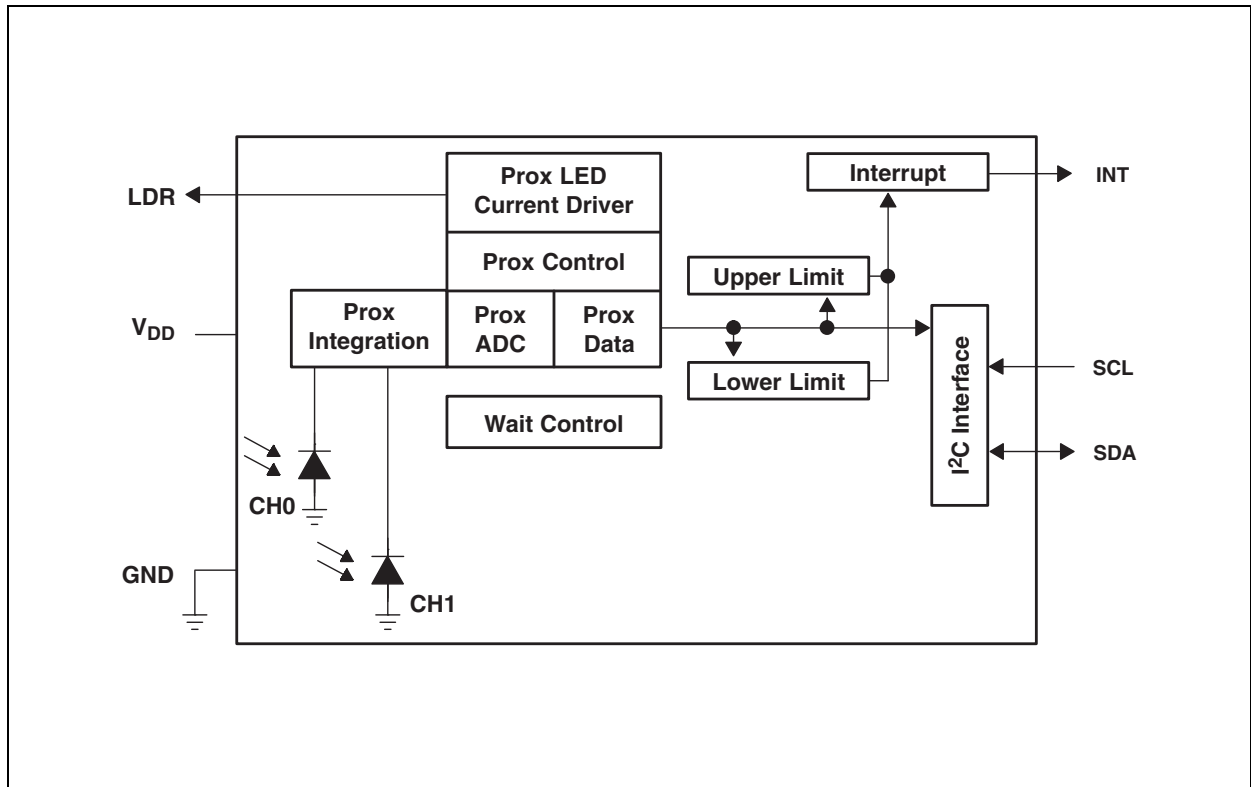 Prox LED
Current Driver
Interrupt
INT
LDR
Prox Control
Upper Limit
V_DD
Prox
Integration
Prox
ADC
Prox
Data
Lower Limit
I²C Interface
SCL
Wait Control
SDA
CH0
GND
CH1